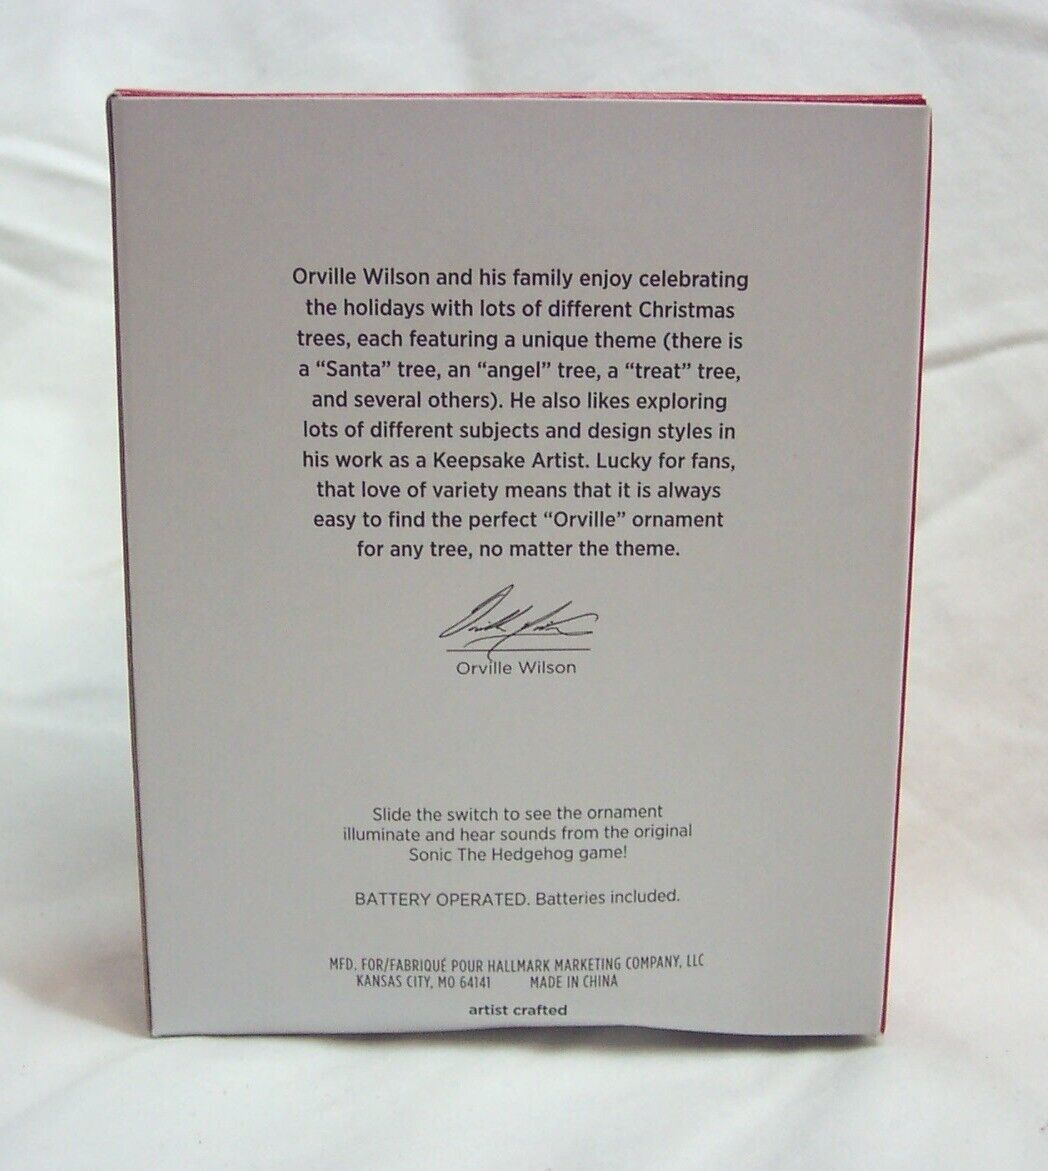 Orville Wilson and his family enjoy celebrating
the holidays with lots of different Christmas
trees, each featuring a unique theme (there is
a “Santa” tree, an “angel” tree, a “treat” tree,
and several others). He also likes exploring
lots of different subjects and design styles in
his work as a Keepsake Artist. Lucky for fans,
that love of variety means that it is always
easy to find the perfect “Orville” ornament
for any tree, no matter the theme.
Orville Wilson
Slide the switch to see the ornament
illuminate and hear sounds from the original
Sonic The Hedgehog game!
BATTERY OPERATED. Batteries included.
MFD. FOR/FABRIQUÉ POUR HALLMARK MARKETING COMPANY, LLC
KANSAS CITY, MO 64141 MADE IN CHINA
artist crafted